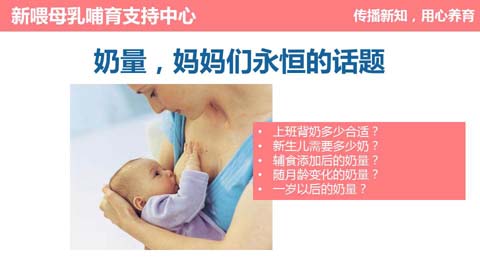 新喂母乳哺育支持中心
传播新知，用心养育
奶量，妈妈们永恒的话题
• 上班背奶多少合适？
• 新生儿需要多少奶？
• 辅食添加后的奶量？
• 随月龄变化的奶量？
• 一岁以后的奶量？